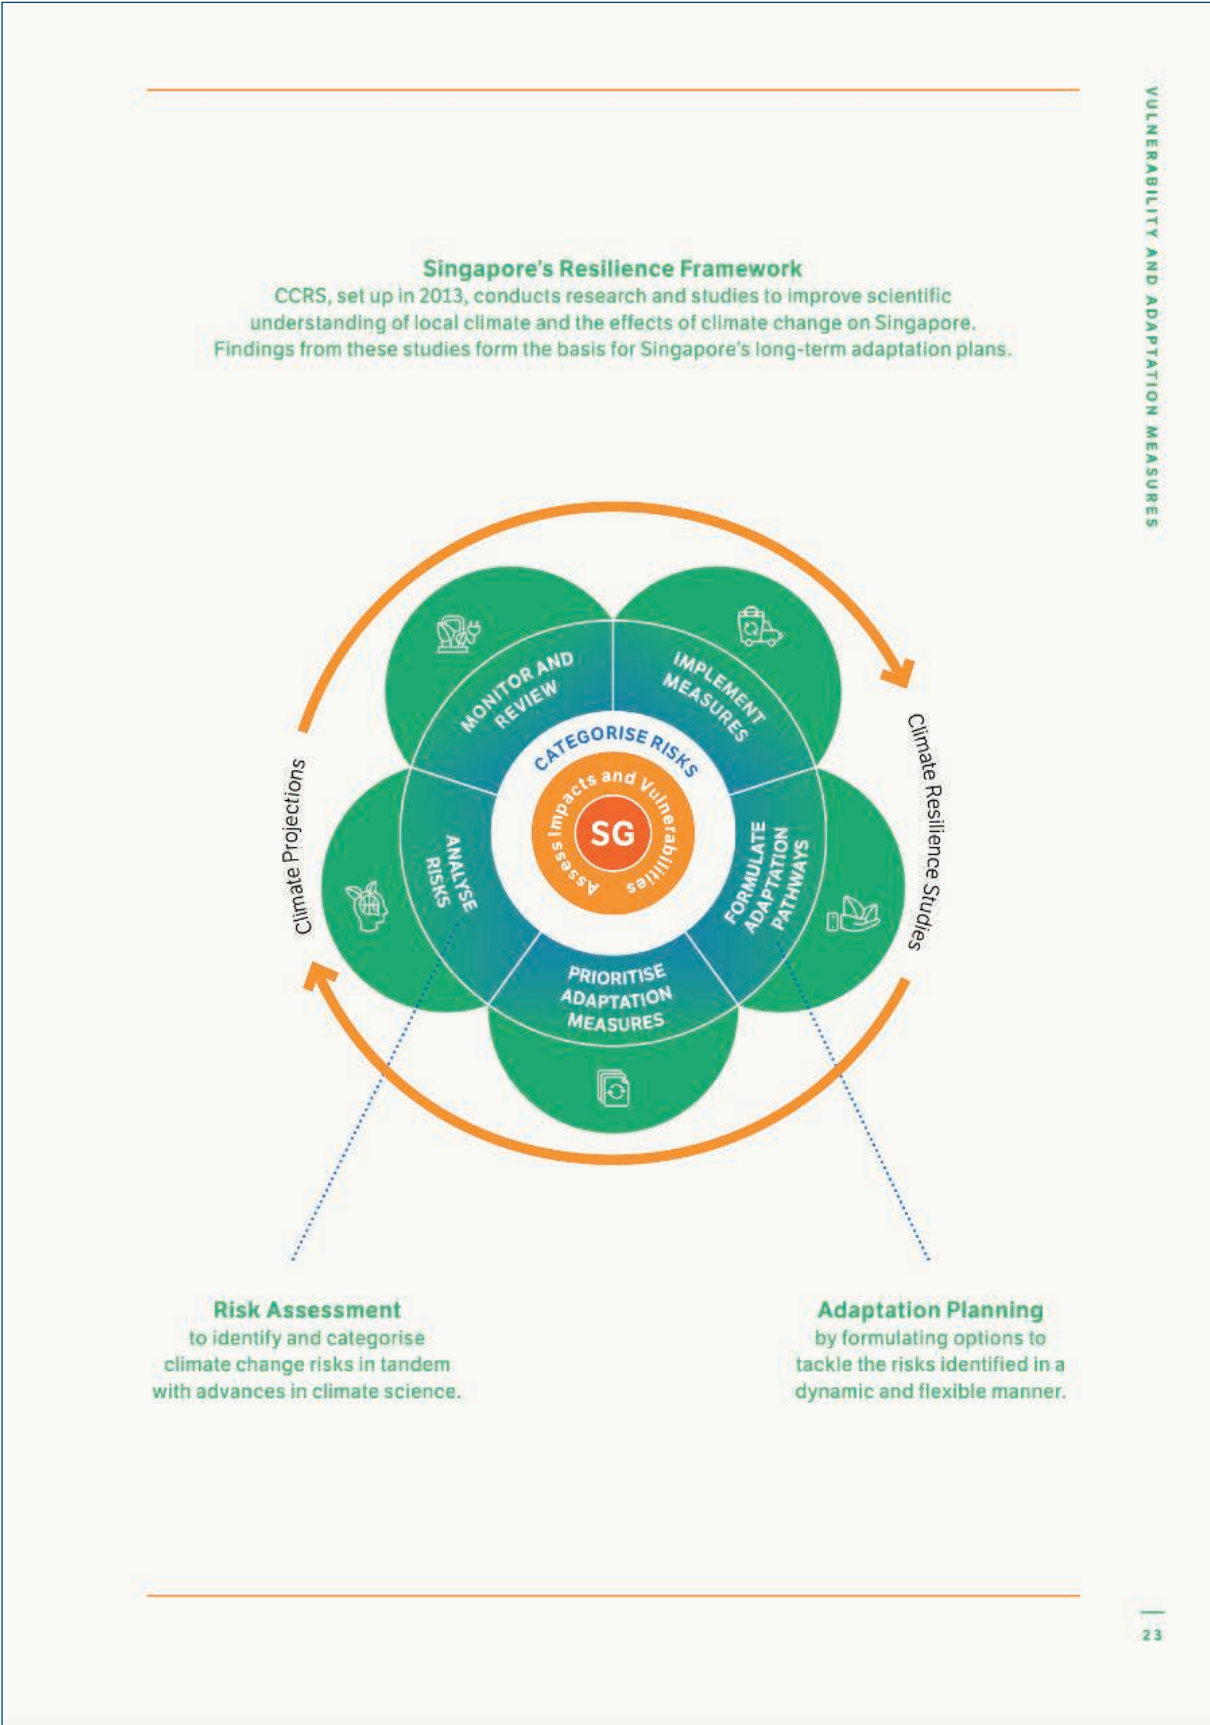 VULNERABILITY AND ADAPTATION MEASURES
Singapore's Resilience Framework
CCRS, set up in 2013, conducts research and studies to improve scientific
understanding of local climate and the effects of climate change on Singapore.
Findings from these studies form the basis for Singapore's long-term adaptation plans.
MONITOR AND
REVIEW
IMPLEMENT
MEASURES
CATEGORISE RISKS
Assess Impacts and Vulnerabilities
SG
Climate Projections
Climate Resilience Studies
ANALYSE
RISKS
FORMULATE
ADAPTATION
PATHWAYS
PRIORITISE
ADAPTATION
MEASURES
Risk Assessment
to identify and categorise
climate change risks in tandem
with advances in climate science.
Adaptation Planning
by formulating options to
tackle the risks identified in a
dynamic and flexible manner.
23